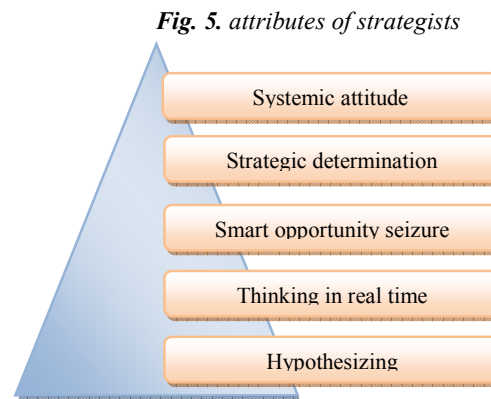 Fig. 5. attributes of strategists
Systemic attitude
Strategic determination
Smart opportunity seizure
Thinking in real time
Hypothesizing